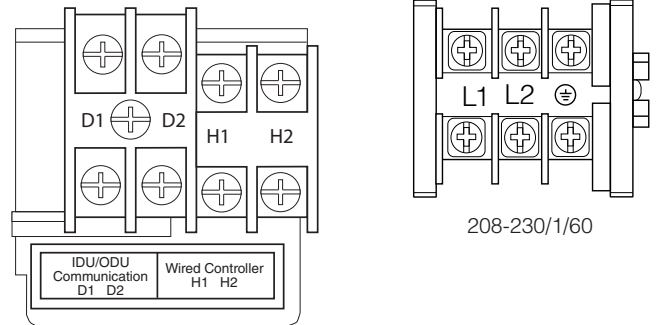 D1 D2
H1 H2
IDU/ODU
Communication
D1 D2
Wired Controller
H1 H2
L1 L2
208-230/1/60